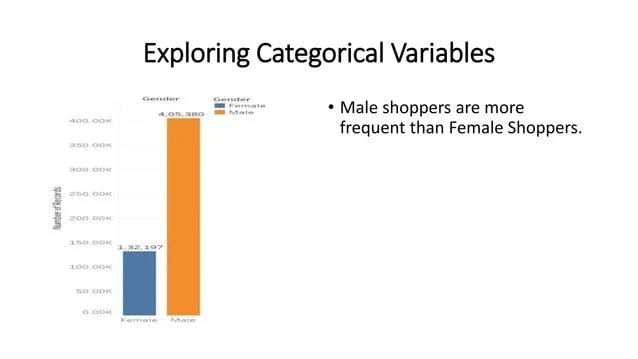 Exploring Categorical Variables
Gender
Gender
Female
Male
4,05,380
400.00K
350.00K
300.00K
250.00K
200.00K
150.00K
100.00K
50.00K
0.00K
Number of Records
1,32,197
Female Male
• Male shoppers are more
frequent than Female Shoppers.